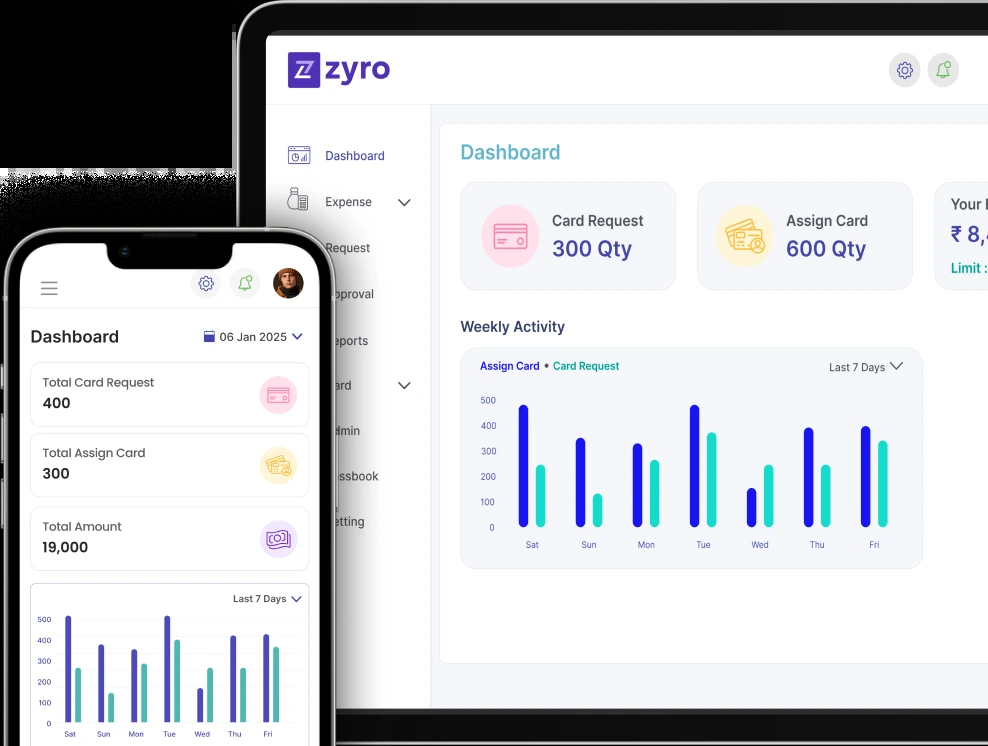 zyro
Dashboard
Expense
Request
pproval
eports
ard
dmin
ssbook
etting
Dashboard
Card Request
300 Qty
Assign Card
600 Qty
Your
₹ 8,
Limit :
Weekly Activity
Assign Card • Card Request
Last 7 Days
500
400
300
200
100
0
Sat Sun Mon Tue Wed Thu Fri
Dashboard
06 Jan 2025
Total Card Request
400
Total Assign Card
300
Total Amount
19,000
Last 7 Days
500
400
300
200
100
0
Sat Sun Mon Tue Wed Thu Fri